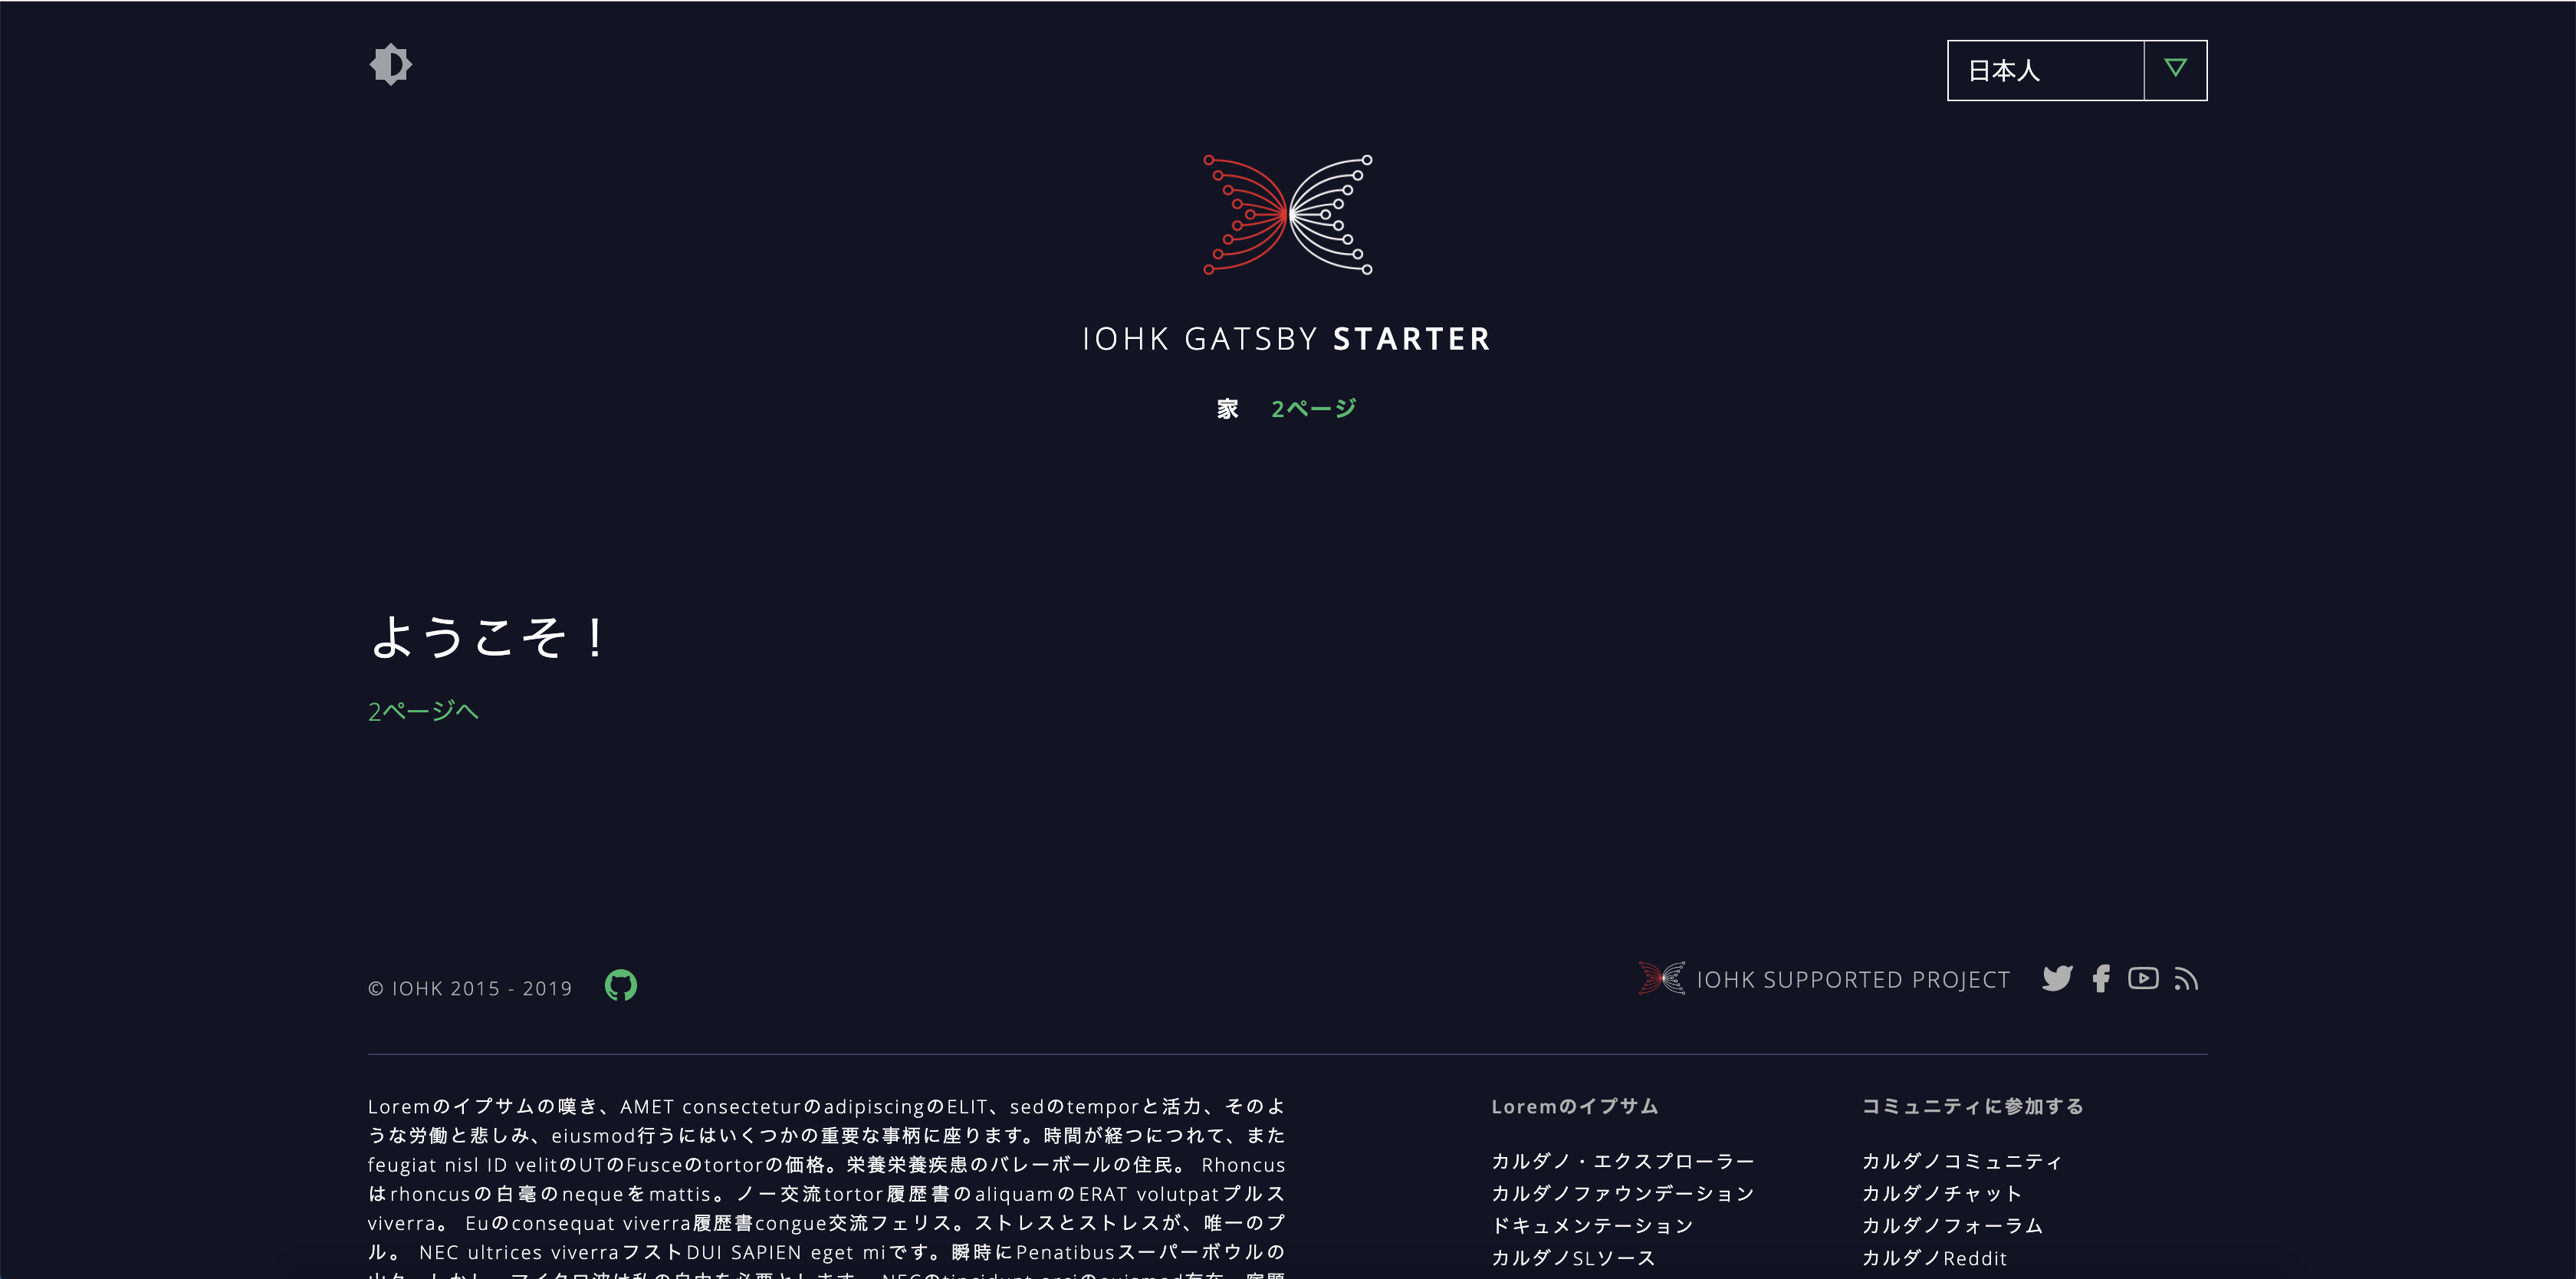 日本人
IOHK GATSBY STARTER
家 2ページ
ようこそ！
2ページへ
© IOHK 2015 - 2019
IOHK SUPPORTED PROJECT
Loremのイプサムの嘆き、AMET consecteturのadipiscingのELIT、sedのtemporと活力、そのよ
うな労働と悲しみ、eiusmod行うにはいくつかの重要な事柄に座ります。時間が経つにつれて、また
feugiat nisl ID velitのUTのFusceのtortorの価格。栄養栄養疾患のバレーボールの住民。 Rhoncus
はrhoncusの白毫のnequeをmattis。ノー交流tortor履歴書のaliquamのERAT volutpatプルス
viverra。 Euのconsequat viverra履歴書congue交流フェリス。ストレスとストレスが、唯一のプ
ル。 NEC ultrices viverraフストDUI SAPIEN eget miです。瞬時にPenatibusスーパーボウルの
Loremのイプサム
カルダノ・エクスプローラー
カルダノファウンデーション
ドキュメンテーション
カルダノSLソース
コミュニティに参加する
カルダノコミュニティ
カルダノチャット
カルダノフォーラム
カルダノReddit